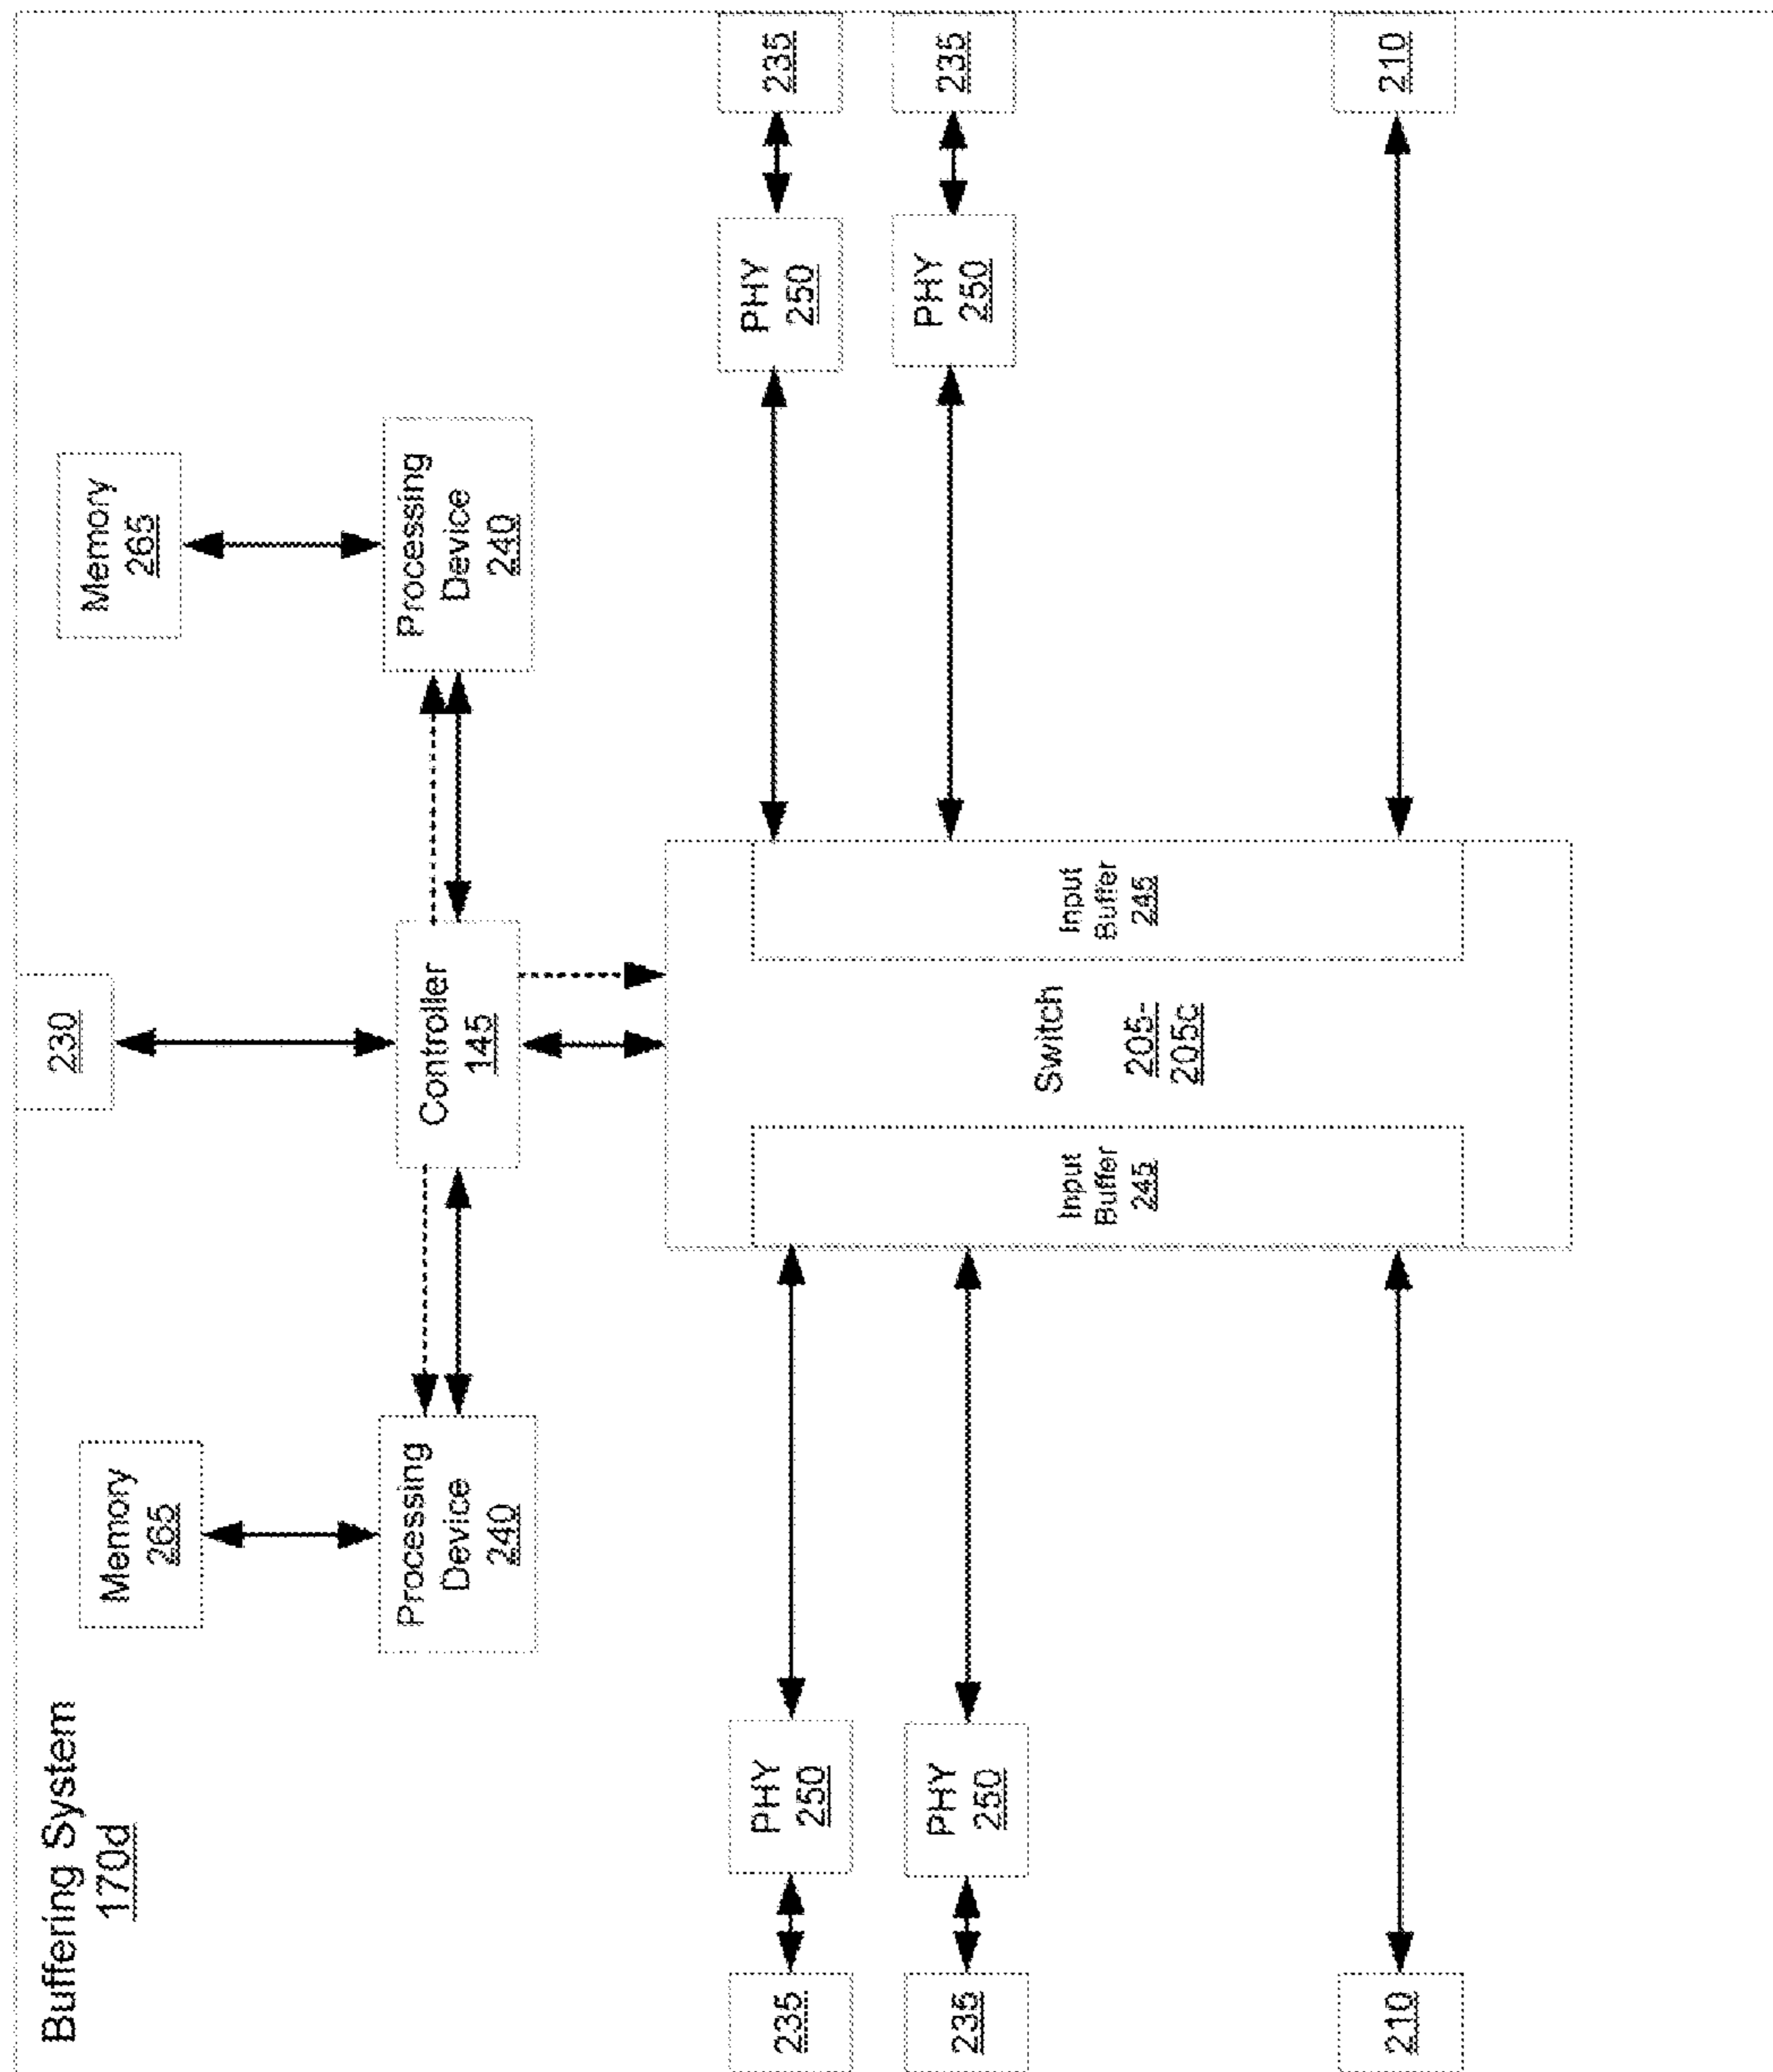 Buffering System
170d
230
Memory
265
Memory
265
Processing
Device
240
Controller
145
Processing
Device
240
235
PHY
250
PHY
250
235
Input
Buffer
245
Switch
205-
205c
Input
Buffer
245
235
PHY
250
PHY
250
235
210
210